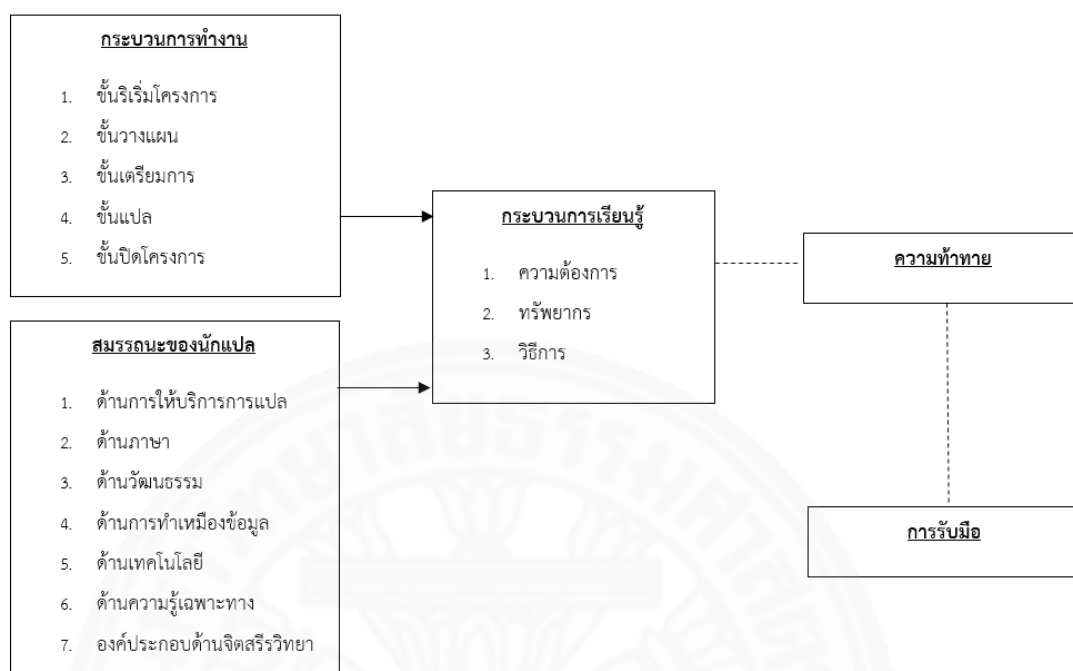 กระบวนการทำงาน
1. ขั้นริเริ่มโครงการ
2. ขั้นวางแผน
3. ขั้นเตรียมการ
4. ขั้นแปล
5. ขั้นปิดโครงการ
สมรรถนะของนักแปล
1. ด้านการให้บริการการแปล
2. ด้านภาษา
3. ด้านวัฒนธรรม
4. ด้านการทำเหมืองข้อมูล
5. ด้านเทคโนโลยี
6. ด้านความรู้เฉพาะทาง
7. องค์ประกอบด้านจิตสรีรวิทยา
กระบวนการเรียนรู้
1. ความต้องการ
2. ทรัพยากร
3. วิธีการ
ความท้าทาย
การรับมือ